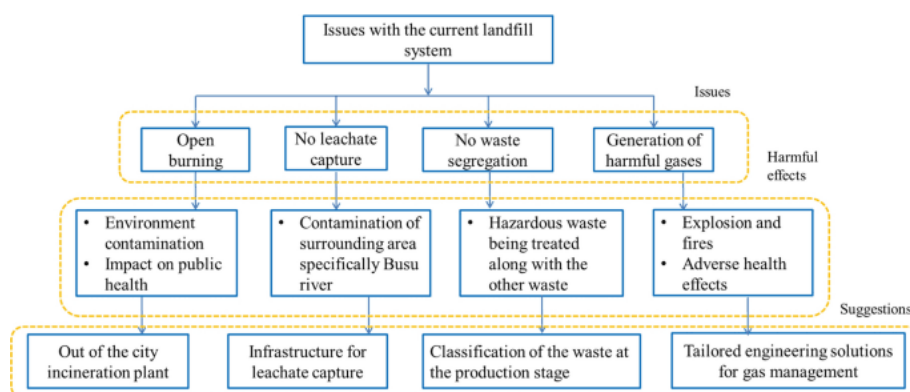 Issues with the current landfill
system
Issues
Open
burning
No leachate
capture
No waste
segregation
Generation of
harmful gases
Harmful
effects
• Environment
contamination
• Impact on public
health
• Contamination of
surrounding area
specifically Busu
river
• Hazardous waste
being treated
along with the
other waste
• Explosion and
fires
• Adverse health
effects
Suggestions
Out of the city
incineration plant
Infrastructure for
leachate capture
Classification of the waste at
the production stage
Tailored engineering solutions
for gas management